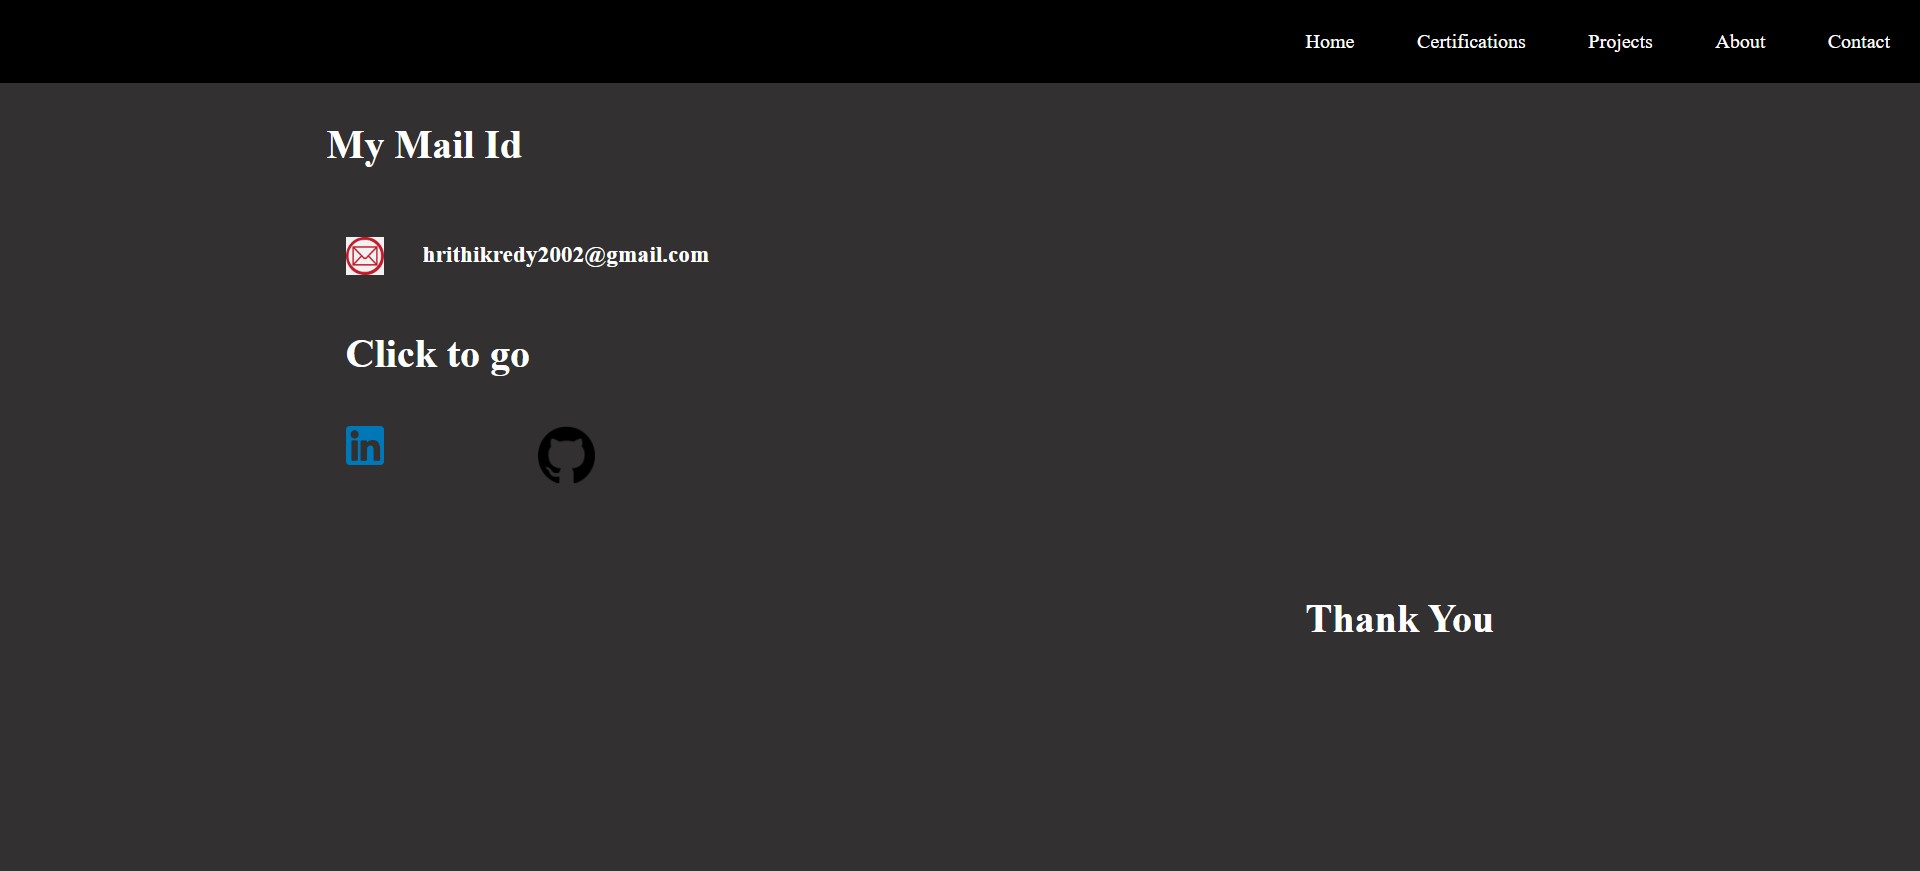 Home Certifications Projects About Contact
My Mail Id
hrithikredy2002@gmail.com
Click to go
in
Thank You